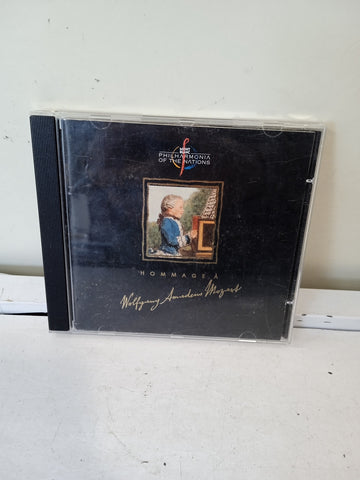 PHILHARMONIA
OF THE NATIONS
HOMMAGE À
Wolfgang Amadeus Mozart